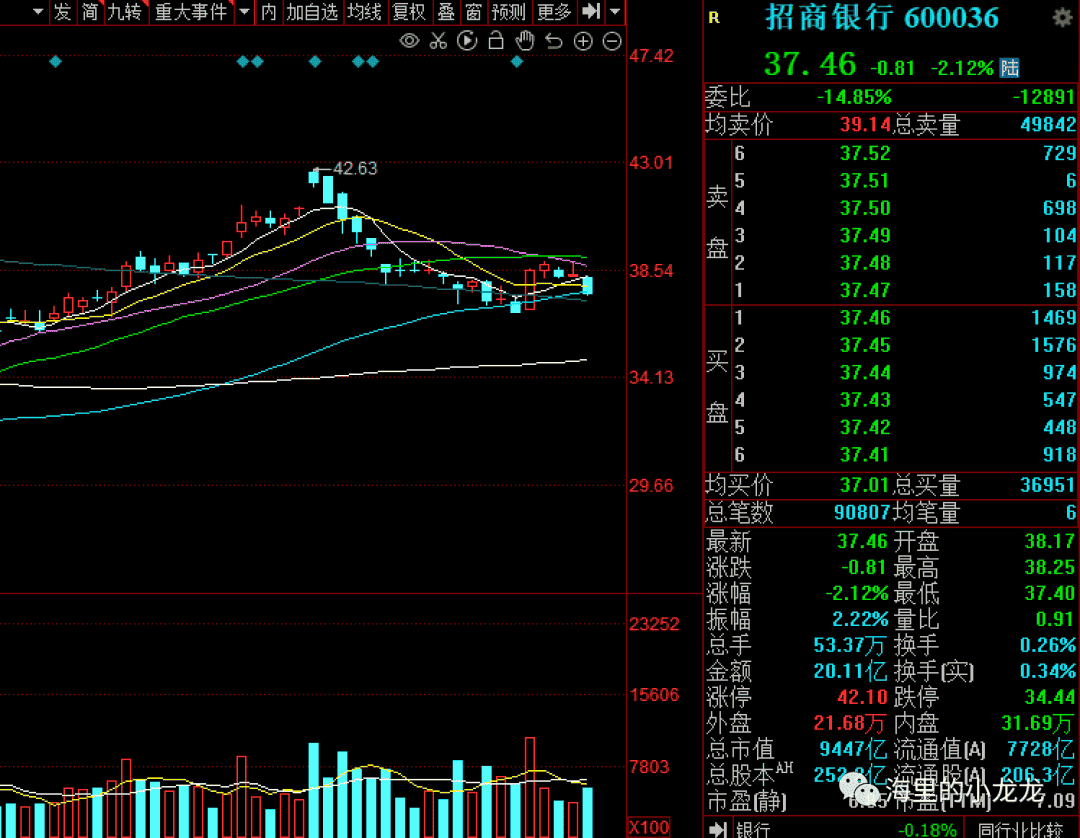 发 简 九转 重大事件 内 加自选 均线 复权 叠 窗 预测 更多
42.63
47.42
43.01
38.54
34.13
29.66
23252
15606
7803
X100
R 招商银行 600036
37.46 -0.81 -2.12% 陆
委比 -14.85% -12891
均卖价 39.14 总卖量 49842
卖盘
6 37.52 729
5 37.51 6
4 37.50 698
3 37.49 104
2 37.48 117
1 37.47 158
买盘
1 37.46 1469
2 37.45 1576
3 37.44 974
4 37.43 547
5 37.42 448
6 37.41 918
均买价 37.01 总买量 36951
总笔数 90807 均笔量 6
最新 37.46 开盘 38.17
涨跌 -0.81 最高 38.25
涨幅 -2.12% 最低 37.40
振幅 2.22% 量比 0.91
总手 53.37万 换手 0.26%
金额 20.11亿 换手(实) 0.34%
涨停 42.10 跌停 34.44
外盘 21.68万 内盘 31.69万
总市值 9447亿 流通值(A) 7728亿
总股本AH 252.2亿 流通股(A) 206.3亿
市盈(静) 市盈(TTM) 7.09
海里的小龙龙
银行 -0.18% 同行业比较